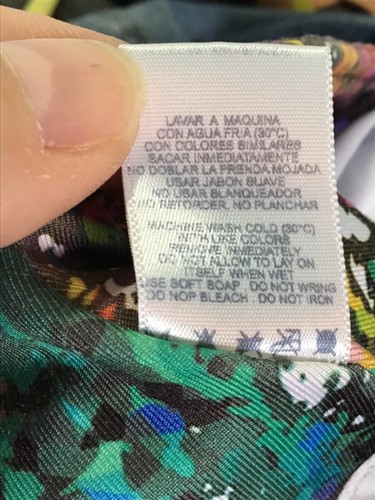 LAVAR A MAQUINA
CON AGUA FRIA (30°C)
CON COLORES SIMILARES
SACAR INMEDIATAMENTE
NO DOBLAR LA PRENDA MOJADA
USAR JABON SUAVE
NO USAR BLANQUEADOR
NO RETORCER, NO PLANCHAR
MACHINE WASH COLD (30°C)
WITH LIKE COLORS
REMOVE INMEDIATELY
DO NOT ALLOW TO LAY ON
ITSELF WHEN WET
USE SOFT SOAP. DO NOT WRING
DO NOP BLEACH. DO NOT IRON